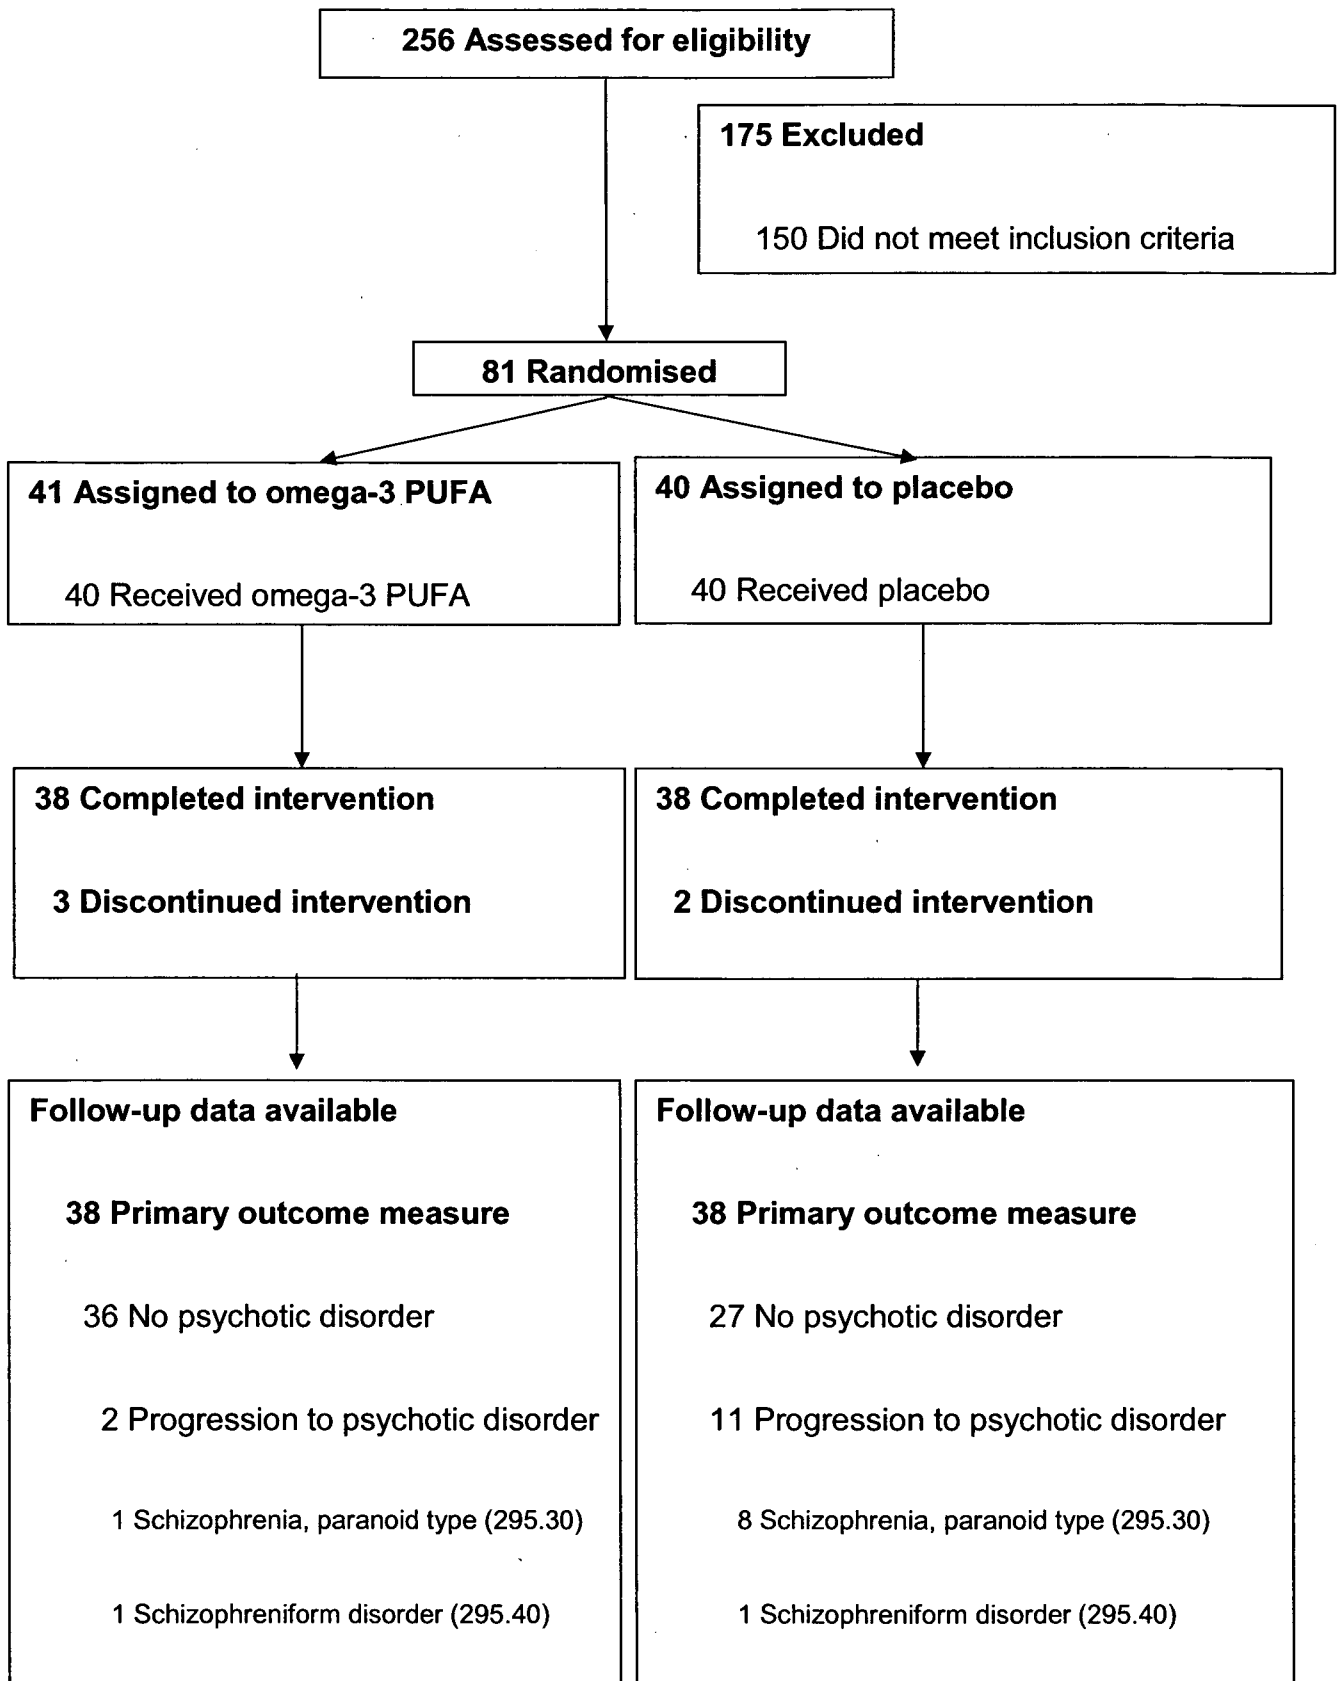 256 Assessed for eligibility
175 Excluded
150 Did not meet inclusion criteria
81 Randomised
41 Assigned to omega-3 PUFA
40 Received omega-3 PUFA
40 Assigned to placebo
40 Received placebo
38 Completed intervention
3 Discontinued intervention
38 Completed intervention
2 Discontinued intervention
Follow-up data available
38 Primary outcome measure
36 No psychotic disorder
2 Progression to psychotic disorder
1 Schizophrenia, paranoid type (295.30)
1 Schizophreniform disorder (295.40)
Follow-up data available
38 Primary outcome measure
27 No psychotic disorder
11 Progression to psychotic disorder
8 Schizophrenia, paranoid type (295.30)
1 Schizophreniform disorder (295.40)